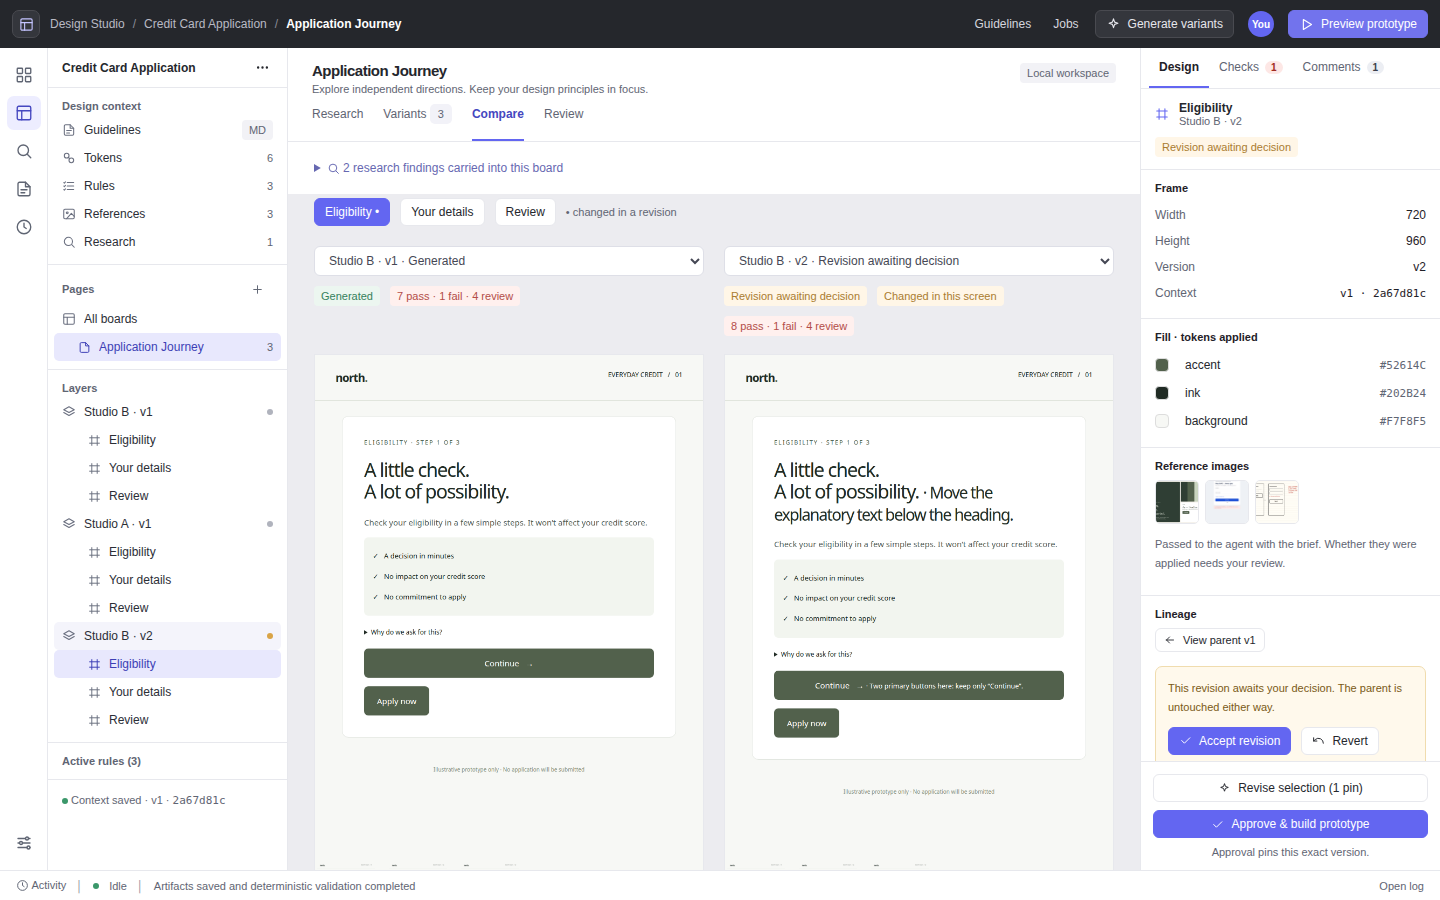 Design Studio / Credit Card Application / Application Journey
Guidelines
Jobs
Generate variants
You
Preview prototype
Credit Card Application
Design context
Guidelines MD
Tokens 6
Rules 3
References 3
Research 1
Pages
All boards
Application Journey 3
Layers
Studio B · v1
Eligibility
Your details
Review
Studio A · v1
Eligibility
Your details
Review
Studio B · v2
Eligibility
Your details
Review
Active rules (3)
Context saved · v1 · 2a67d81c
Application Journey
Explore independent directions. Keep your design principles in focus.
Local workspace
Research
Variants 3
Compare
Review
2 research findings carried into this board
Eligibility •
Your details
Review
• changed in a revision
Studio B · v1 · Generated
Generated
7 pass · 1 fail · 4 review
north.
EVERYDAY CREDIT / 01
ELIGIBILITY · STEP 1 OF 3
A little check.
A lot of possibility.
Check your eligibility in a few simple steps. It won't affect your credit score.
✓ A decision in minutes
✓ No impact on your credit score
✓ No commitment to apply
Why do we ask for this?
Continue →
Apply now
Illustrative prototype only · No application will be submitted
Studio B · v2 · Revision awaiting decision
Revision awaiting decision
Changed in this screen
8 pass · 1 fail · 4 review
north.
EVERYDAY CREDIT / 01
ELIGIBILITY · STEP 1 OF 3
A little check.
A lot of possibility. · Move the
explanatory text below the heading.
Check your eligibility in a few simple steps. It won't affect your credit score.
✓ A decision in minutes
✓ No impact on your credit score
✓ No commitment to apply
Why do we ask for this?
Continue → · Two primary buttons here: keep only "Continue".
Apply now
Illustrative prototype only · No application will be submitted
Design
Checks 1
Comments 1
Eligibility
Studio B · v2
Revision awaiting decision
Frame
Width 720
Height 960
Version v2
Context v1 · 2a67d81c
Fill · tokens applied
accent #52614C
ink #202B24
background #F7F8F5
Reference images
Passed to the agent with the brief. Whether they were
applied needs your review.
Lineage
View parent v1
This revision awaits your decision. The parent is
untouched either way.
Accept revision
Revert
Revise selection (1 pin)
Approve & build prototype
Approval pins this exact version.
Activity
Idle
Artifacts saved and deterministic validation completed
Open log